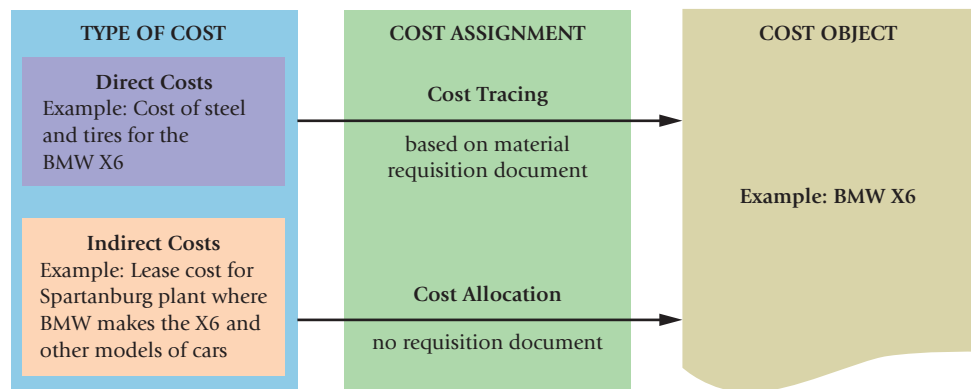 TYPE OF COST
COST ASSIGNMENT
COST OBJECT
Direct Costs
Example: Cost of steel
and tires for the
BMW X6
Cost Tracing
based on material
requisition document
Example: BMW X6
Indirect Costs
Example: Lease cost for
Spartanburg plant where
BMW makes the X6 and
other models of cars
Cost Allocation
no requisition document